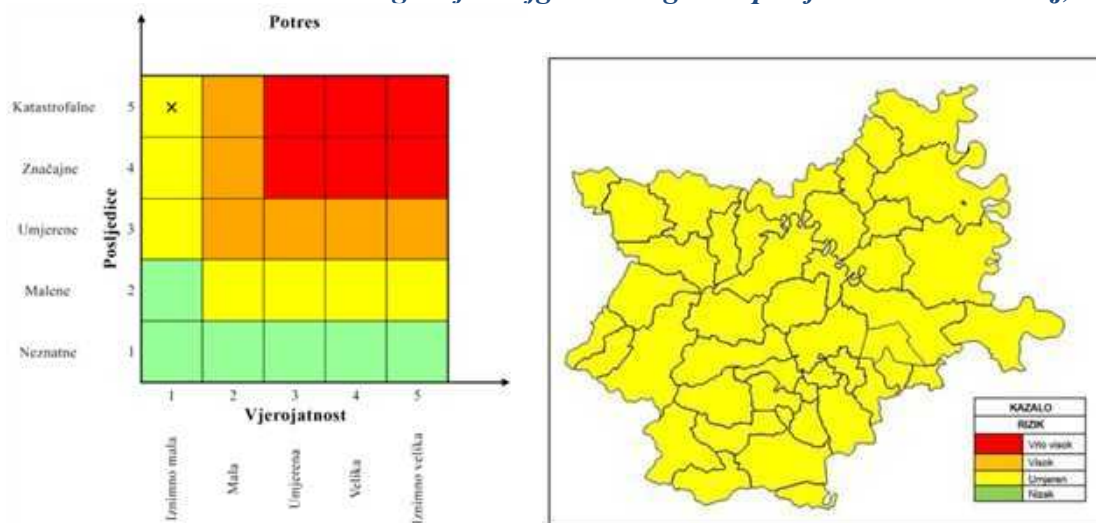 Potres
Katastrofalne 5
Značajne 4
Umjerene 3
Malene 2
Neznatne 1
Posljedice
1 2 3 4 5
Vjerojatnost
Iznimno mala
Mala
Umjerena
Velika
Iznimno velika
KAZALO
RIZIK
Vrlo visok
Visok
Umjeren
Nizak